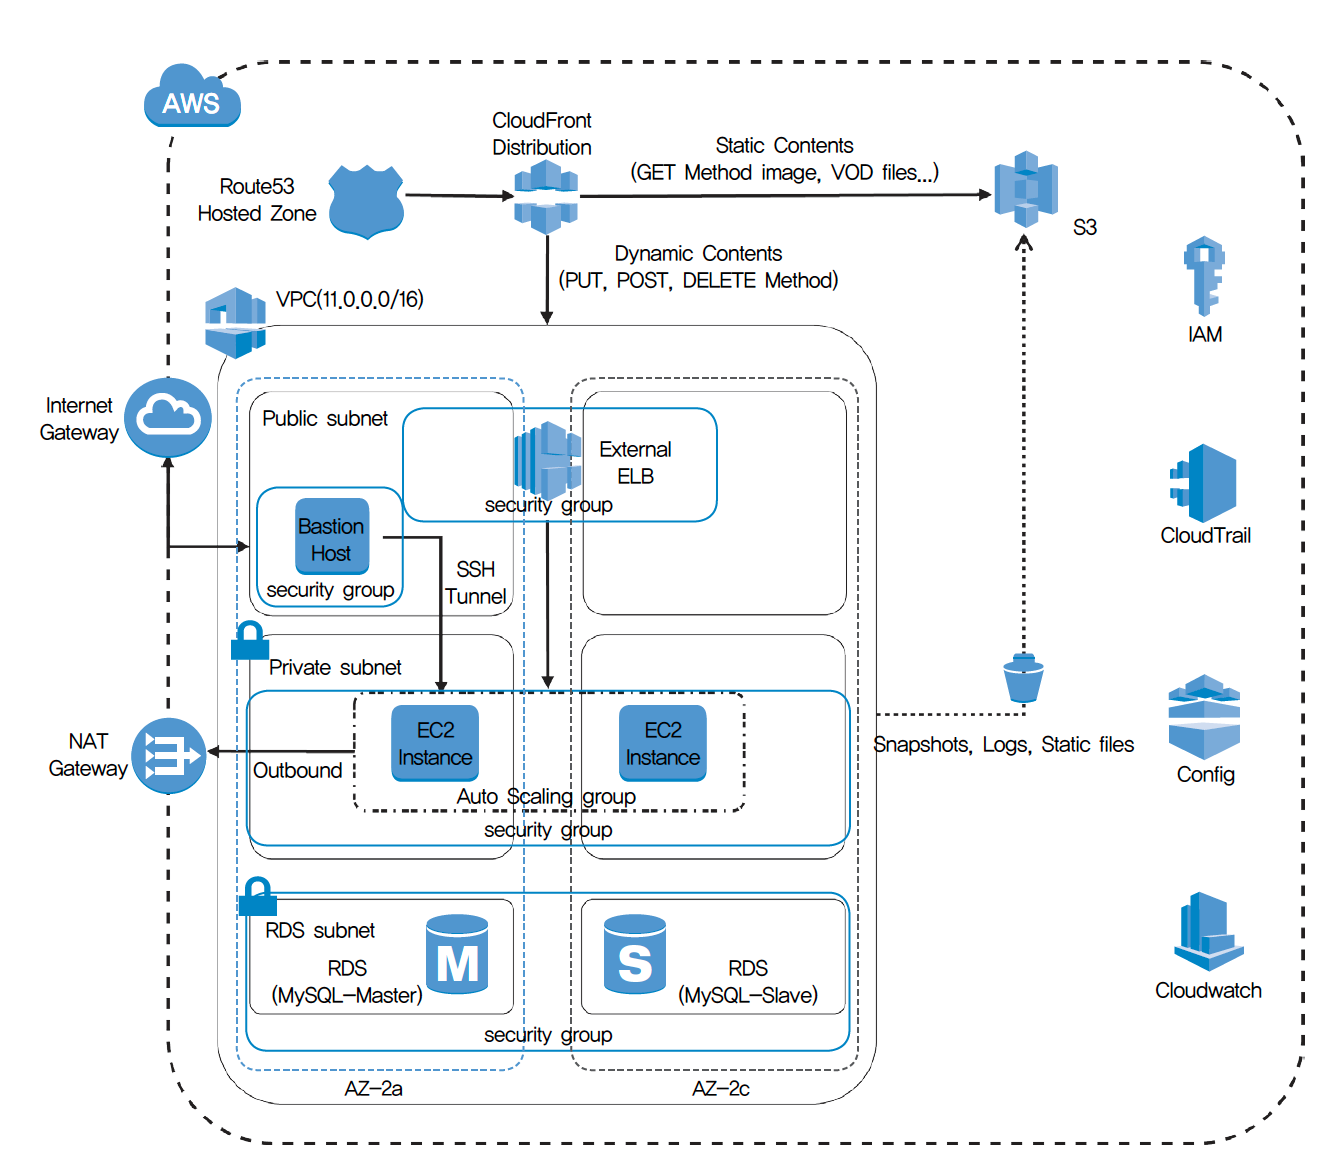 AWS
CloudFront
Distribution
Static Contents
(GET Method image, VOD files...)
Route53
Hosted Zone
S3
Dynamic Contents
(PUT, POST, DELETE Method)
VPC(11.0.0.0/16)
IAM
Internet
Gateway
Public subnet
External
ELB
security group
Bastion
Host
security group
SSH
Tunnel
CloudTrail
Private subnet
EC2
Instance
EC2
Instance
NAT
Gateway
Outbound
Auto Scaling group
security group
Snapshots, Logs, Static files
Config
RDS subnet
RDS
(MySQL-Master)
M
S
RDS
(MySQL-Slave)
security group
Cloudwatch
AZ-2a
AZ-2c